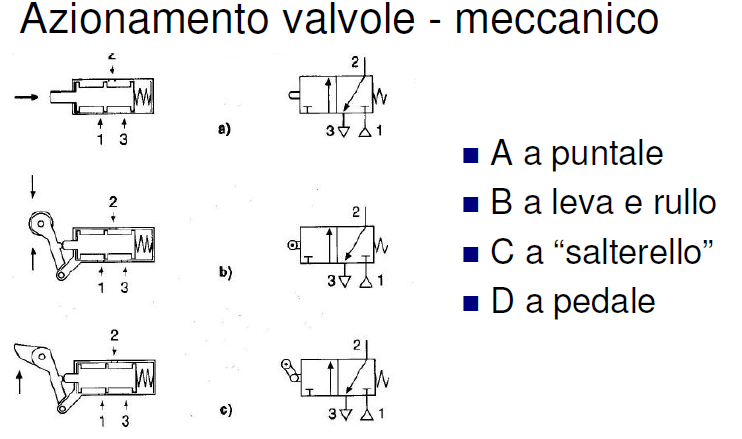 Azionamento valvole - meccanico
2
1 3
a)
2
3 1
A a puntale
B a leva e rullo
C a “salterello”
D a pedale
2
1 3
b)
2
3 1
2
1 3
c)
2
3 1